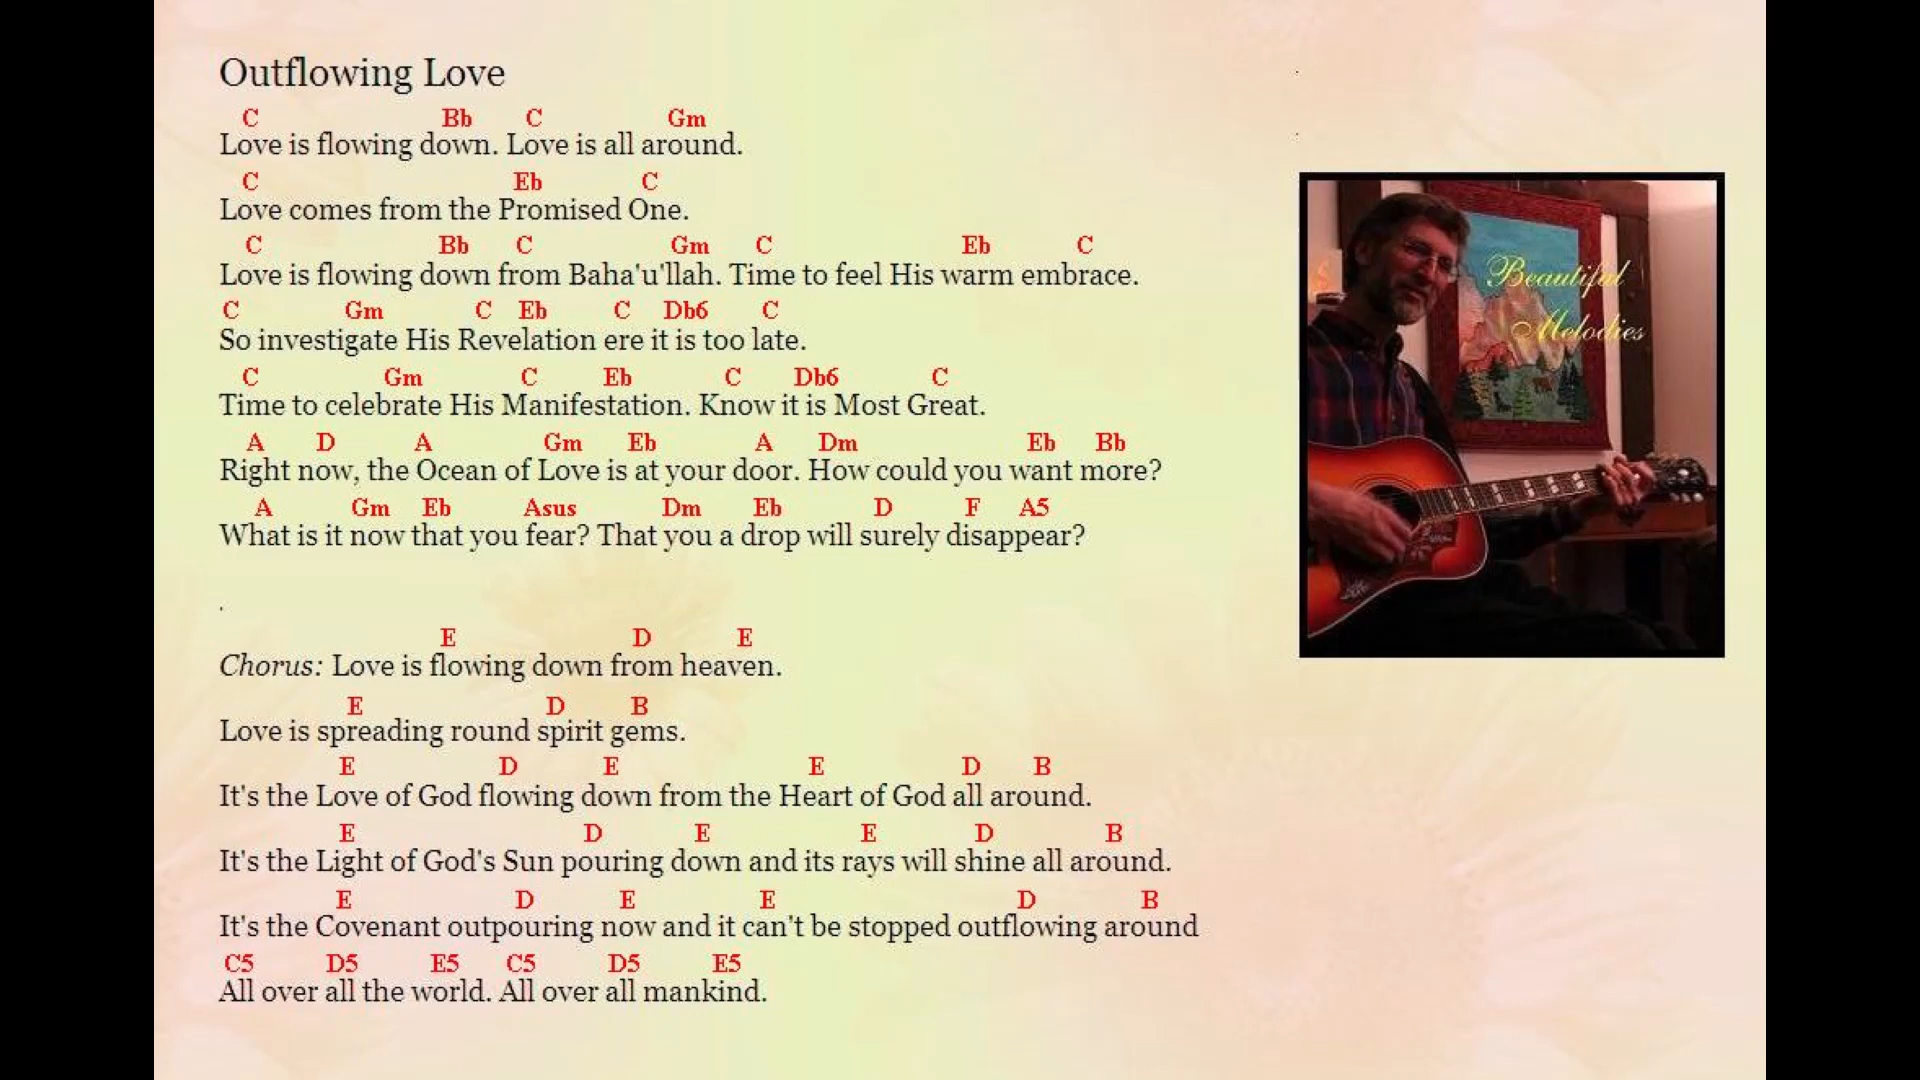 Outflowing Love
C Bb C Gm
Love is flowing down. Love is all around.
C Eb C
Love comes from the Promised One.
C Bb C Gm C Eb C
Love is flowing down from Baha'u'llah. Time to feel His warm embrace.
C Gm C Eb C Db6 C
So investigate His Revelation ere it is too late.
C Gm C Eb C Db6 C
Time to celebrate His Manifestation. Know it is Most Great.
A D A Gm Eb A Dm Eb Bb
Right now, the Ocean of Love is at your door. How could you want more?
A Gm Eb Asus Dm Eb D F A5
What is it now that you fear? That you a drop will surely disappear?
.
E D E
Chorus: Love is flowing down from heaven.
E D B
Love is spreading round spirit gems.
E D E E D B
It's the Love of God flowing down from the Heart of God all around.
E D E E D B
It's the Light of God's Sun pouring down and its rays will shine all around.
E D E E D B
It's the Covenant outpouring now and it can't be stopped outflowing around
C5 D5 E5 C5 D5 E5
All over all the world. All over all mankind.
Beautiful
Melodies